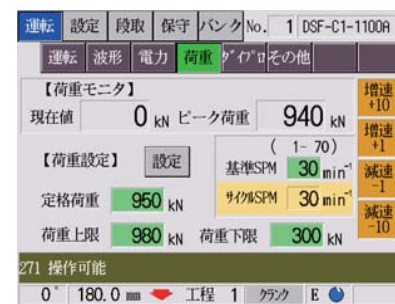 運転 設定 段取 保守 バンクNo. 1 DSF-C1-1100A
運転 波形 電力 荷重 ダイプロ その他
【荷重モニタ】
現在値 0 kN ピーク荷重 940 kN
増速 +10
増速 +1
減速 -1
減速 -10
( 1- 70)
【荷重設定】 設定 基準SPM 30 min⁻¹
定格荷重 950 kN サイクルSPM 30 min⁻¹
荷重上限 980 kN 荷重下限 300 kN
271 操作可能
0° 180.0 mm 工程 1 クランク E